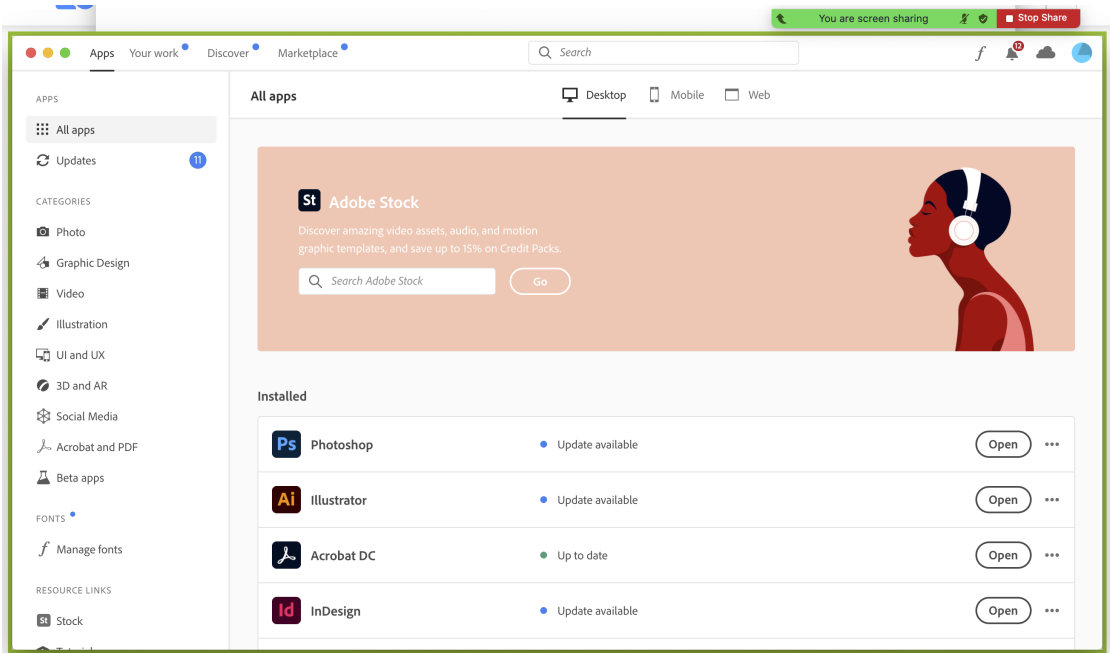 You are screen sharing
Stop Share
Apps
Your work
Discover
Marketplace
Search
12
APPS
All apps
Updates
11
CATEGORIES
Photo
Graphic Design
Video
Illustration
UI and UX
3D and AR
Social Media
Acrobat and PDF
Beta apps
FONTS
Manage fonts
RESOURCE LINKS
St Stock
All apps
Desktop
Mobile
Web
St Adobe Stock
Discover amazing video assets, audio, and motion
graphic templates, and save up to 15% on Credit Packs.
Search Adobe Stock
Go
Installed
Ps Photoshop
Update available
Open
Ai Illustrator
Update available
Open
Acrobat DC
Up to date
Open
Id InDesign
Update available
Open